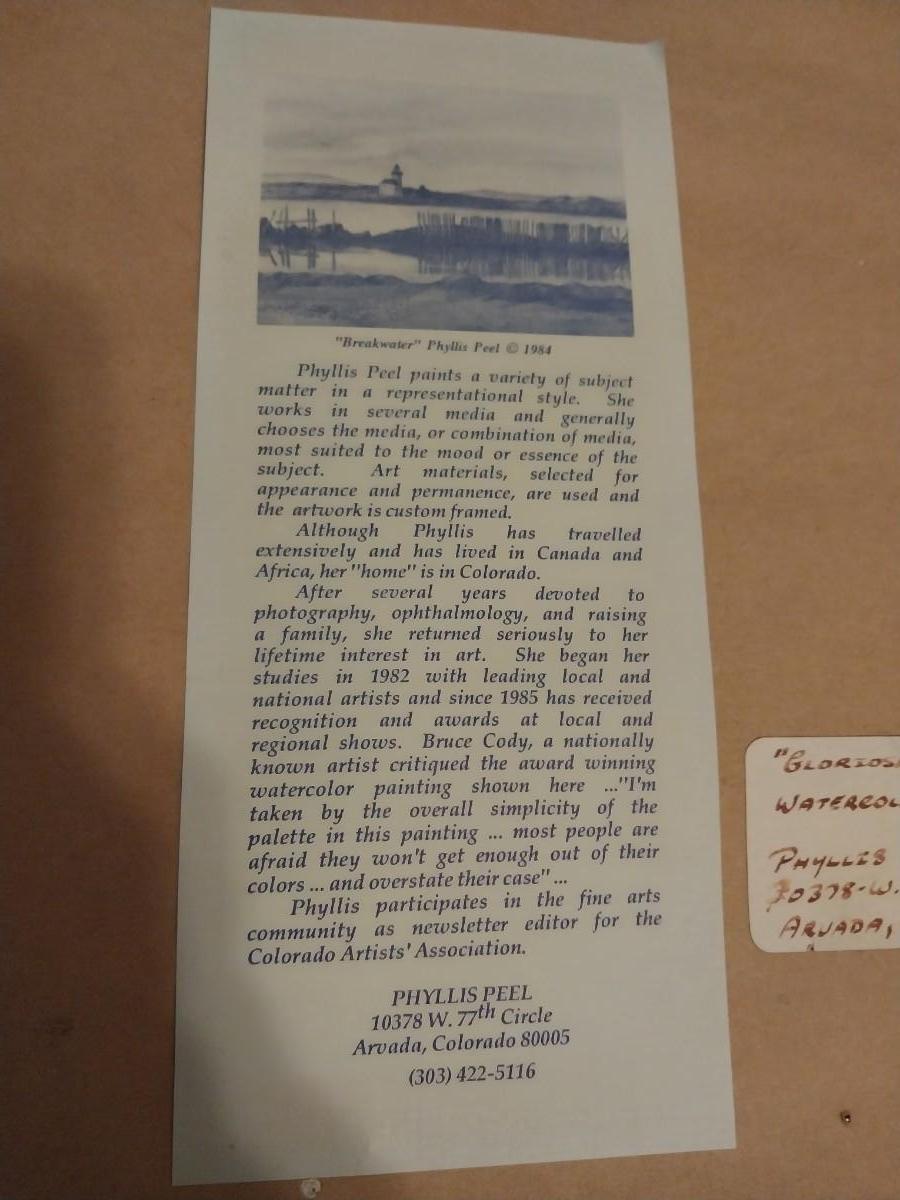 "Breakwater" Phyllis Peel © 1984
Phyllis Peel paints a variety of subject
matter in a representational style. She
works in several media and generally
chooses the media, or combination of media,
most suited to the mood or essence of the
subject. Art materials, selected for
appearance and permanence, are used and
the artwork is custom framed.
Although Phyllis has travelled
extensively and has lived in Canada and
Africa, her "home" is in Colorado.
After several years devoted to
photography, ophthalmology, and raising
a family, she returned seriously to her
lifetime interest in art. She began her
studies in 1982 with leading local and
national artists and since 1985 has received
recognition and awards at local and
regional shows. Bruce Cody, a nationally
known artist critiqued the award winning
watercolor painting shown here ..."I'm
taken by the overall simplicity of the
palette in this painting ... most people are
afraid they won't get enough out of their
colors ... and overstate their case" ...
Phyllis participates in the fine arts
community as newsletter editor for the
Colorado Artists' Association.
PHYLLIS PEEL
10378 W. 77th Circle
Arvada, Colorado 80005
(303) 422-5116
PHYLLIS
10378-W.
ARVADA,